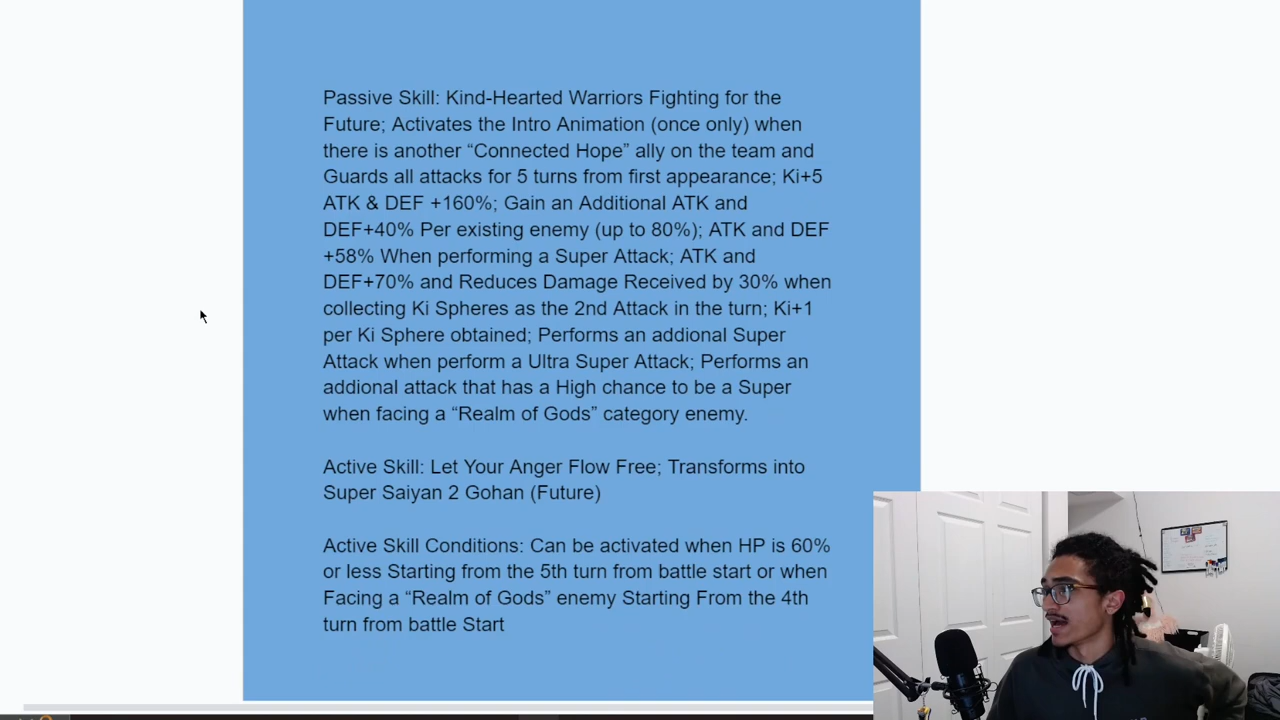 Passive Skill: Kind-Hearted Warriors Fighting for the
Future; Activates the Intro Animation (once only) when
there is another “Connected Hope” ally on the team and
Guards all attacks for 5 turns from first appearance; Ki+5
ATK & DEF +160%; Gain an Additional ATK and
DEF+40% Per existing enemy (up to 80%); ATK and DEF
+58% When performing a Super Attack; ATK and
DEF+70% and Reduces Damage Received by 30% when
collecting Ki Spheres as the 2nd Attack in the turn; Ki+1
per Ki Sphere obtained; Performs an addional Super
Attack when perform a Ultra Super Attack; Performs an
addional attack that has a High chance to be a Super
when facing a “Realm of Gods” category enemy.
Active Skill: Let Your Anger Flow Free; Transforms into
Super Saiyan 2 Gohan (Future)
Active Skill Conditions: Can be activated when HP is 60%
or less Starting from the 5th turn from battle start or when
Facing a “Realm of Gods” enemy Starting From the 4th
turn from battle Start